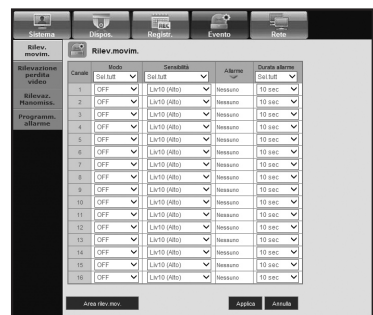 Sistema Dispos. Registr. Evento Rete
Rilev. movim.
Rilevazione perdita video
Rilevaz. Manomiss.
Programm. allarme
Rilev.movim.
Canale Modo Sensibilità Allarme Durata allarme
Sel.tutt Sel.tutt Sel.tutt
1 OFF Liv10 (Alto) Nessuno 10 sec
2 OFF Liv10 (Alto) Nessuno 10 sec
3 OFF Liv10 (Alto) Nessuno 10 sec
4 OFF Liv10 (Alto) Nessuno 10 sec
5 OFF Liv10 (Alto) Nessuno 10 sec
6 OFF Liv10 (Alto) Nessuno 10 sec
7 OFF Liv10 (Alto) Nessuno 10 sec
8 OFF Liv10 (Alto) Nessuno 10 sec
9 OFF Liv10 (Alto) Nessuno 10 sec
10 OFF Liv10 (Alto) Nessuno 10 sec
11 OFF Liv10 (Alto) Nessuno 10 sec
12 OFF Liv10 (Alto) Nessuno 10 sec
13 OFF Liv10 (Alto) Nessuno 10 sec
14 OFF Liv10 (Alto) Nessuno 10 sec
15 OFF Liv10 (Alto) Nessuno 10 sec
16 OFF Liv10 (Alto) Nessuno 10 sec
Area rilev.mov. Applica Annulla